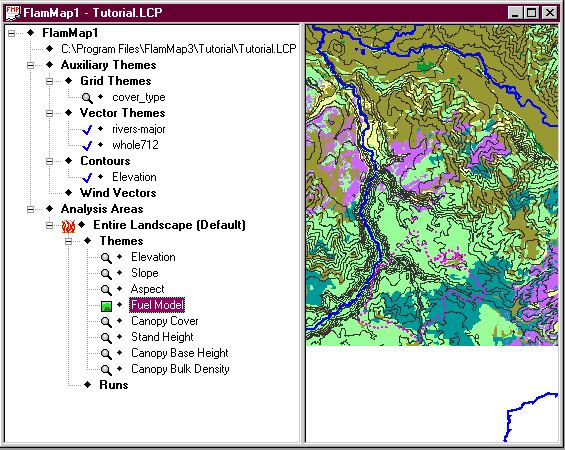 FlamMap1 - Tutorial.LCP
FlamMap1
C:\Program Files\FlamMap3\Tutorial\Tutorial.LCP
Auxiliary Themes
Grid Themes
cover_type
Vector Themes
rivers-major
whole712
Contours
Elevation
Wind Vectors
Analysis Areas
Entire Landscape (Default)
Themes
Elevation
Slope
Aspect
Fuel Model
Canopy Cover
Stand Height
Canopy Base Height
Canopy Bulk Density
Runs